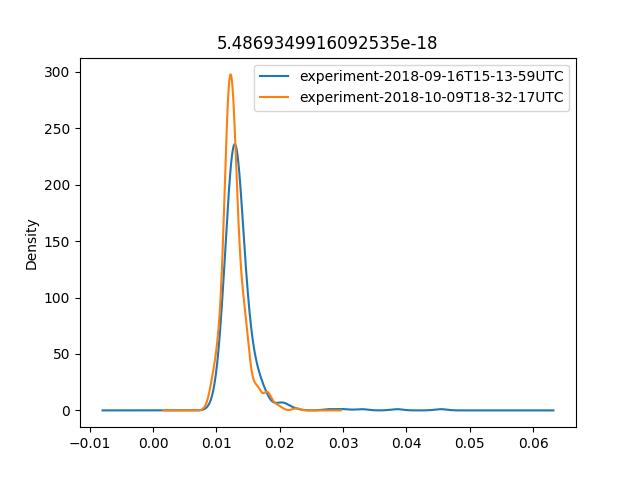 5.4869349916092535e-18
experiment-2018-09-16T15-13-59UTC
experiment-2018-10-09T18-32-17UTC
Density
300
250
200
150
100
50
0
−0.01 0.00 0.01 0.02 0.03 0.04 0.05 0.06